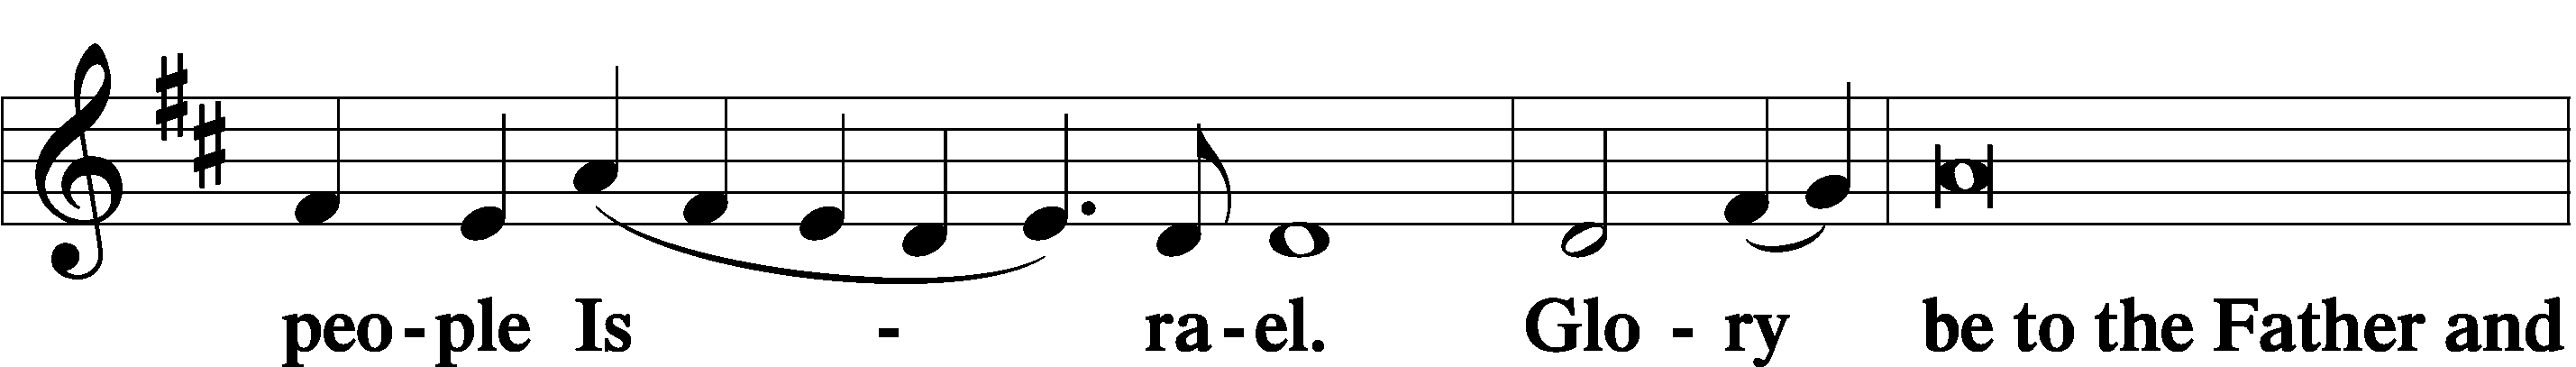 peo - ple Is - ra - el. Glo - ry be to the Father and